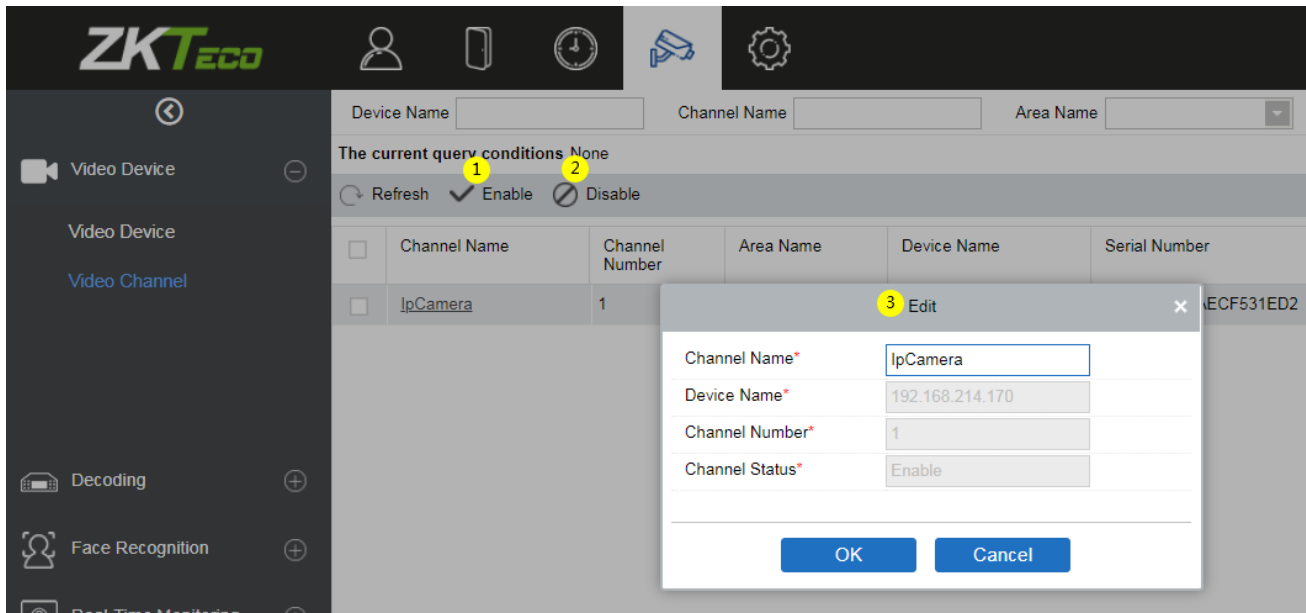 ZKTECO
Device Name Channel Name Area Name
The current query conditions None
1 2
Refresh Enable Disable
Video Device
Video Device
Video Channel
Decoding
Face Recognition
Real-Time Monitoring
Channel Name Channel Number Area Name Device Name Serial Number
IpCamera 1 ECF531ED2
3 Edit ×
Channel Name* IpCamera
Device Name* 192.168.214.170
Channel Number* 1
Channel Status* Enable
OK Cancel